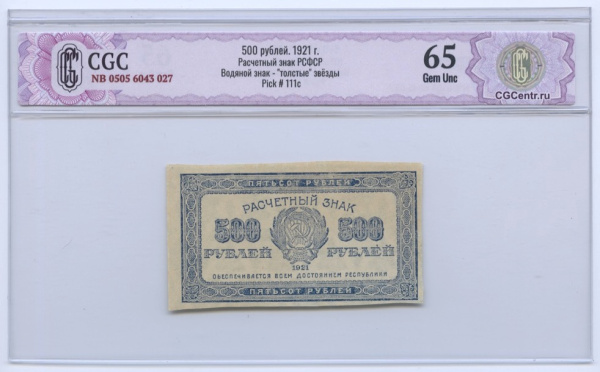 CGC
NB 0505 6043 027
500 рублей. 1921 г.
Расчетный знак РСФСР
Водяной знак - "толстые" звёзды
Pick # 111c
65
Gem Unc
CGCentr.ru
ПЯТЬСОТ РУБЛЕЙ
РАСЧЕТНЫЙ ЗНАК
500 500
РУБЛЕЙ РУБЛЕЙ
1921
ОБЕСПЕЧИВАЕТСЯ ВСЕМ ДОСТОЯНИЕМ РЕСПУБЛИКИ
ПЯТЬСОТ РУБЛЕЙ